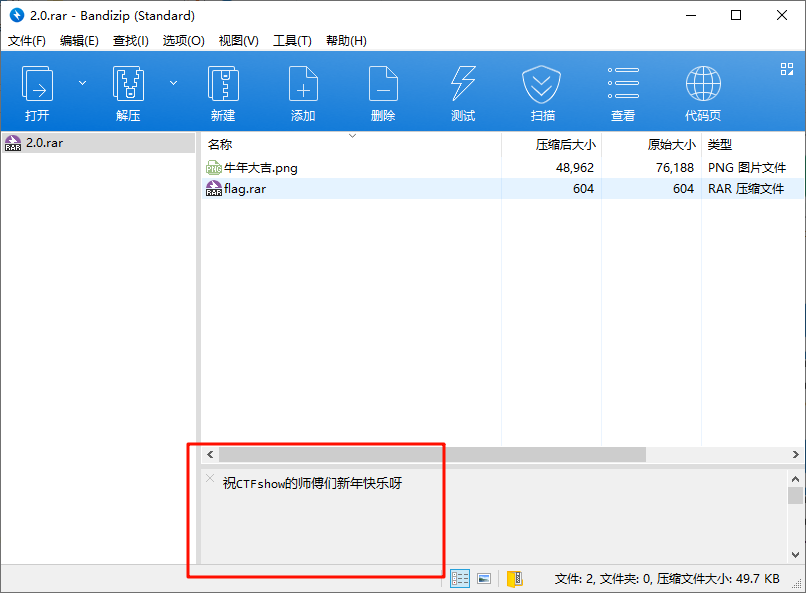 2.0.rar - Bandizip (Standard)
文件(F) 编辑(E) 查找(I) 选项(O) 视图(V) 工具(T) 帮助(H)
打开 解压 新建 添加 删除 测试 扫描 查看 代码页
2.0.rar
名称 压缩后大小 原始大小 类型
牛年大吉.png 48,962 76,188 PNG 图片文件
flag.rar 604 604 RAR 压缩文件
祝CTFshow的师傅们新年快乐呀
文件: 2, 文件夹: 0, 压缩文件大小: 49.7 KB